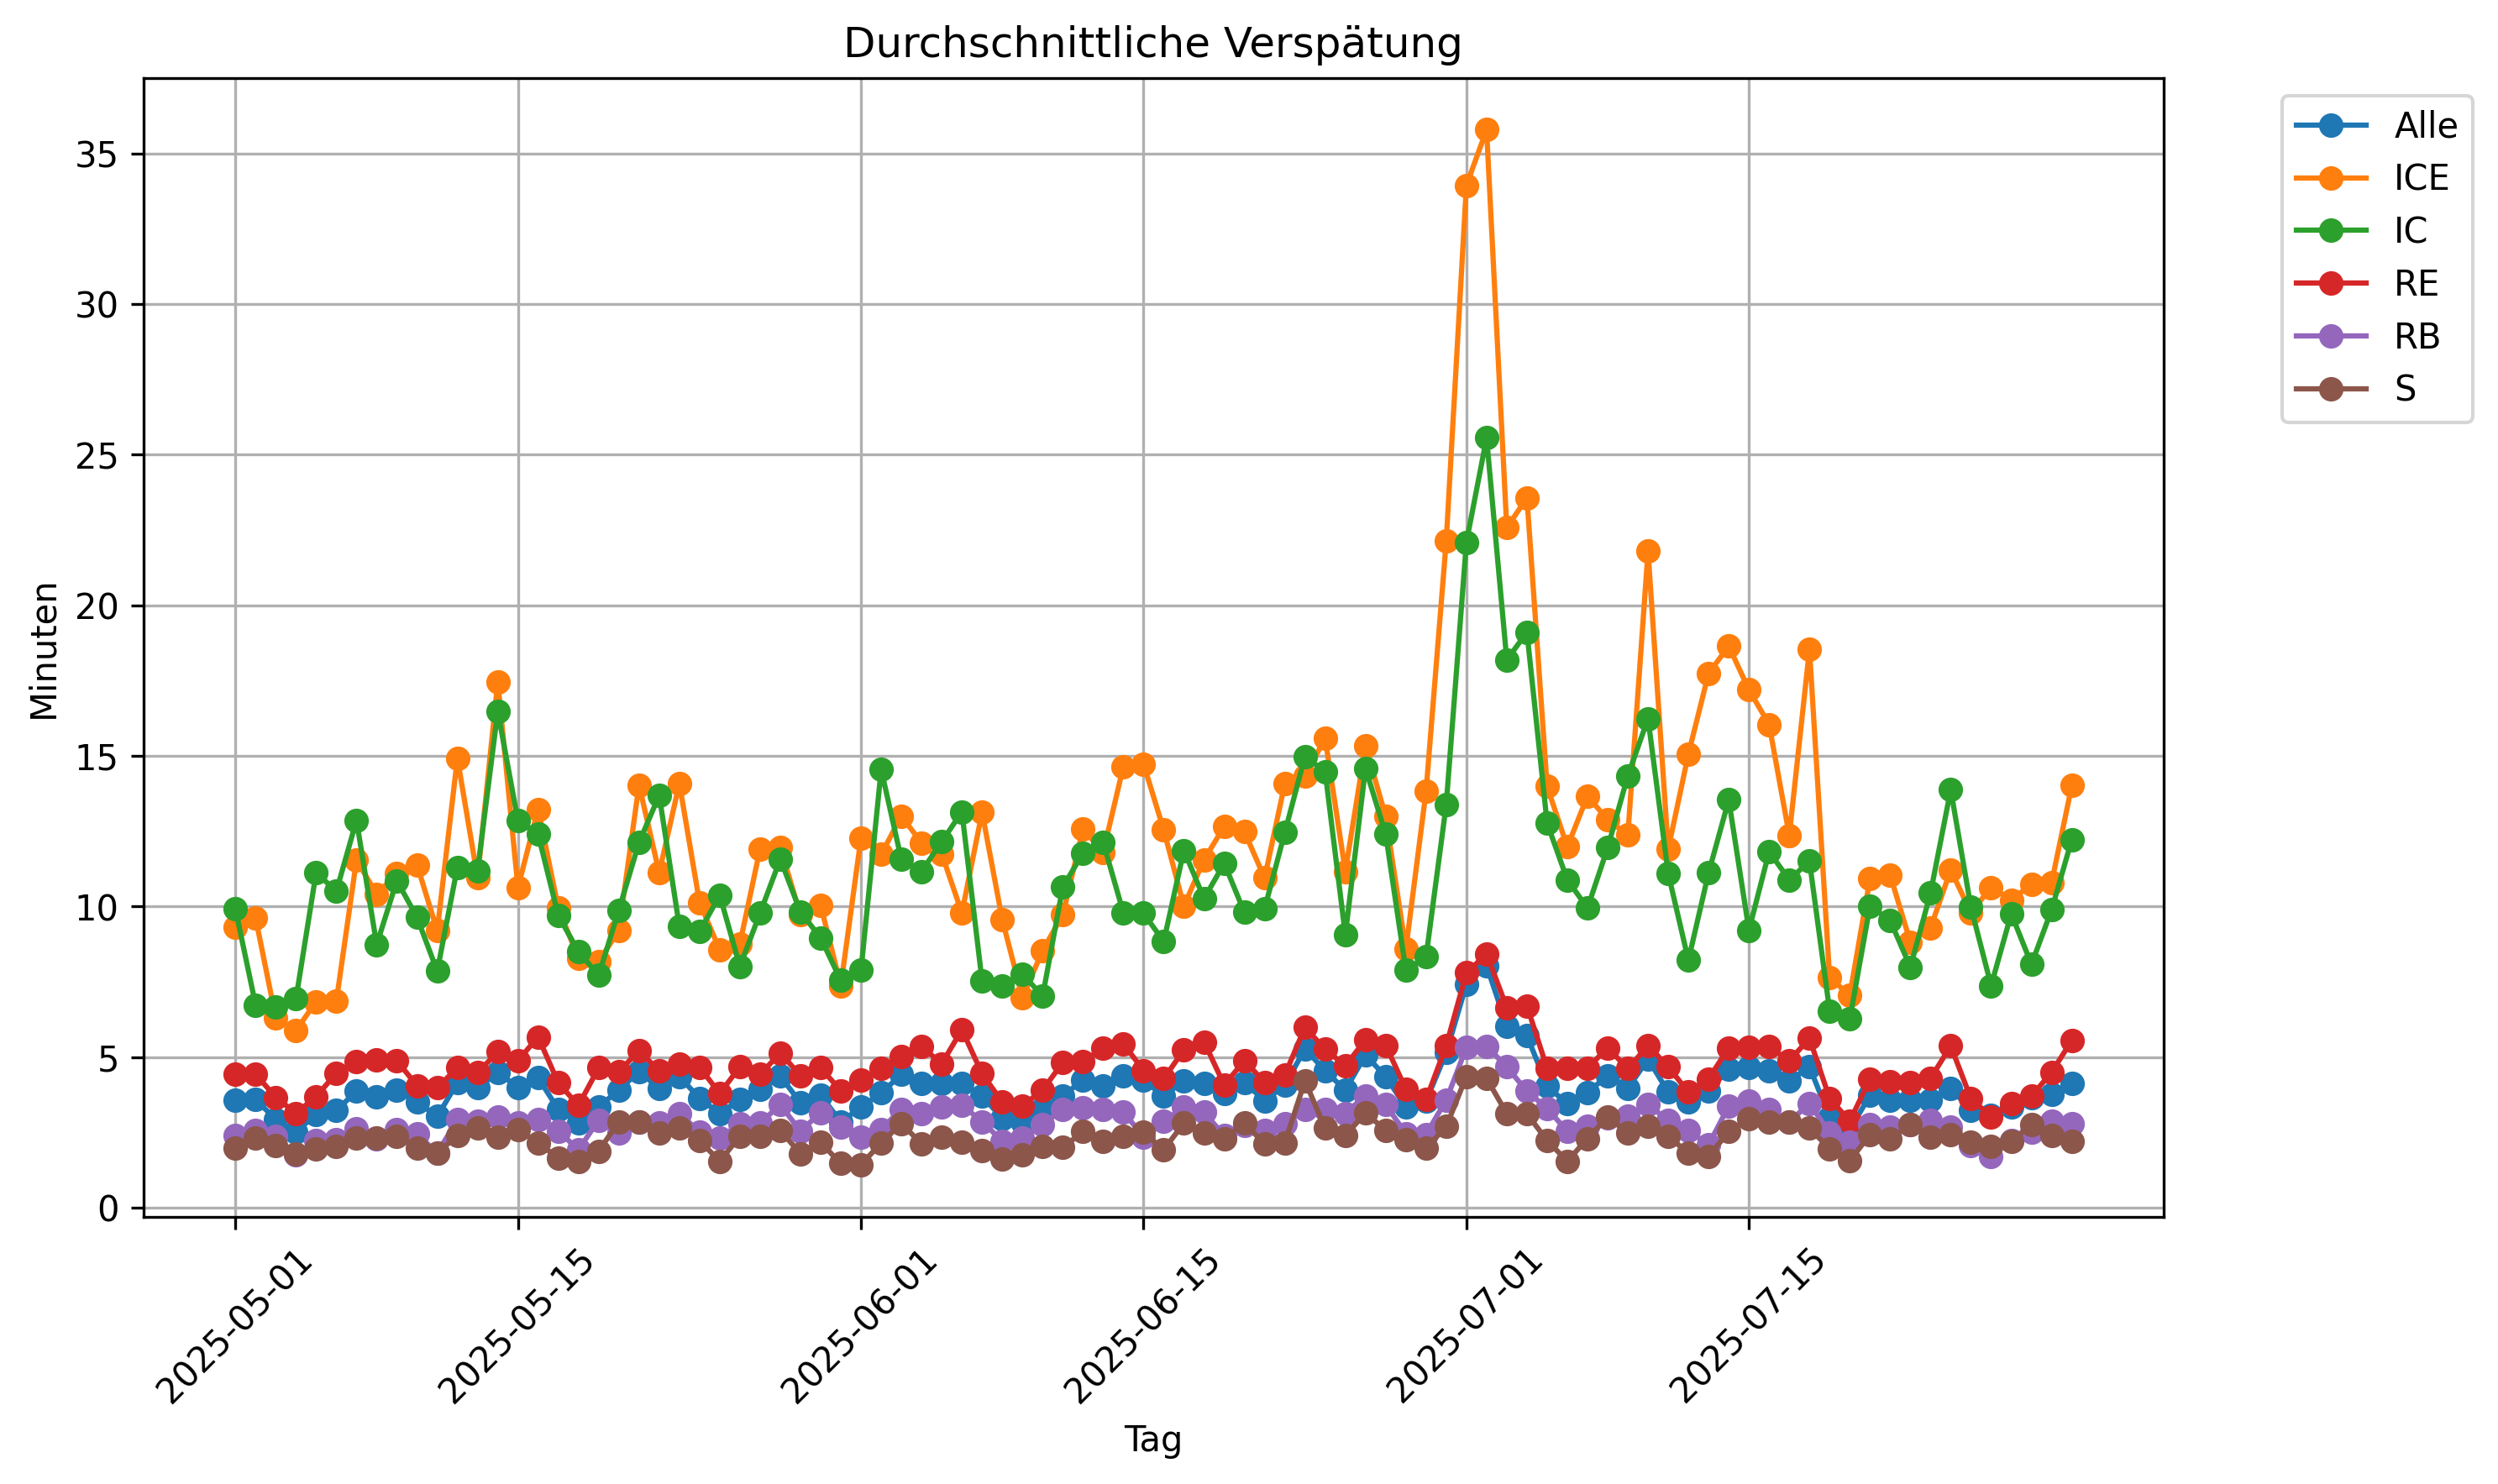 Durchschnittliche Verspätung
Alle
ICE
IC
RE
RB
S
Minuten
35
30
25
20
15
10
5
0
2025-05-01
2025-05-15
2025-06-01
2025-06-15
2025-07-01
2025-07-15
Tag